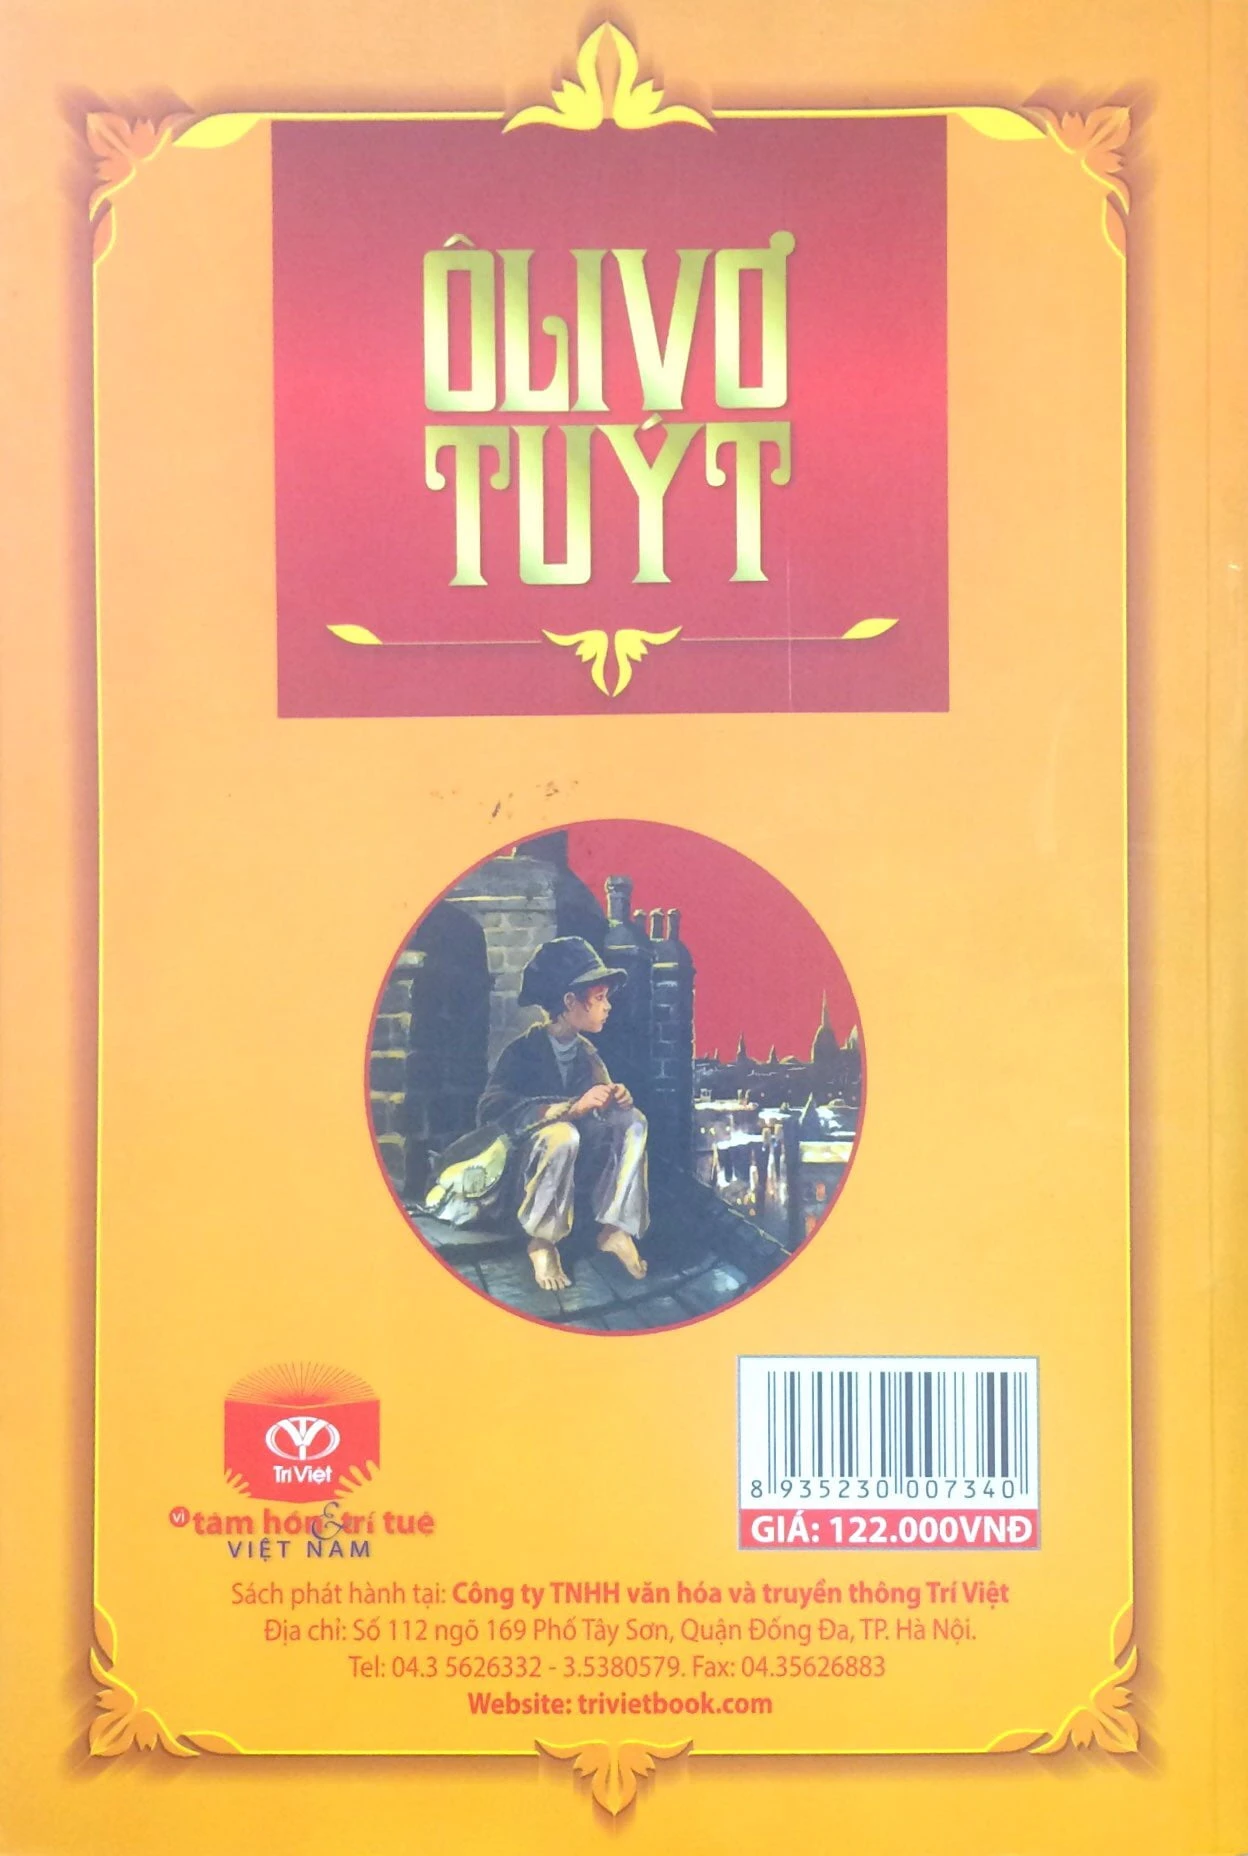 ÔLIVƠ
TUÝT
Trí Việt
vì tâm hồn & trí tuệ
VIỆT NAM
8 935230 007340
GIÁ: 122.000VNĐ
Sách phát hành tại: Công ty TNHH văn hóa và truyền thông Trí Việt
Địa chỉ: Số 112 ngõ 169 Phố Tây Sơn, Quận Đống Đa, TP. Hà Nội.
Tel: 04.3 5626332 - 3.5380579. Fax: 04.35626883
Website: trivietbook.com